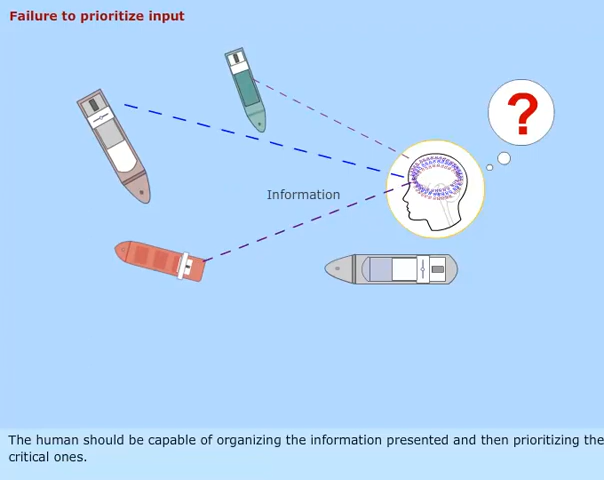 Failure to prioritize input
?
Information
The human should be capable of organizing the information presented and then prioritizing the
critical ones.